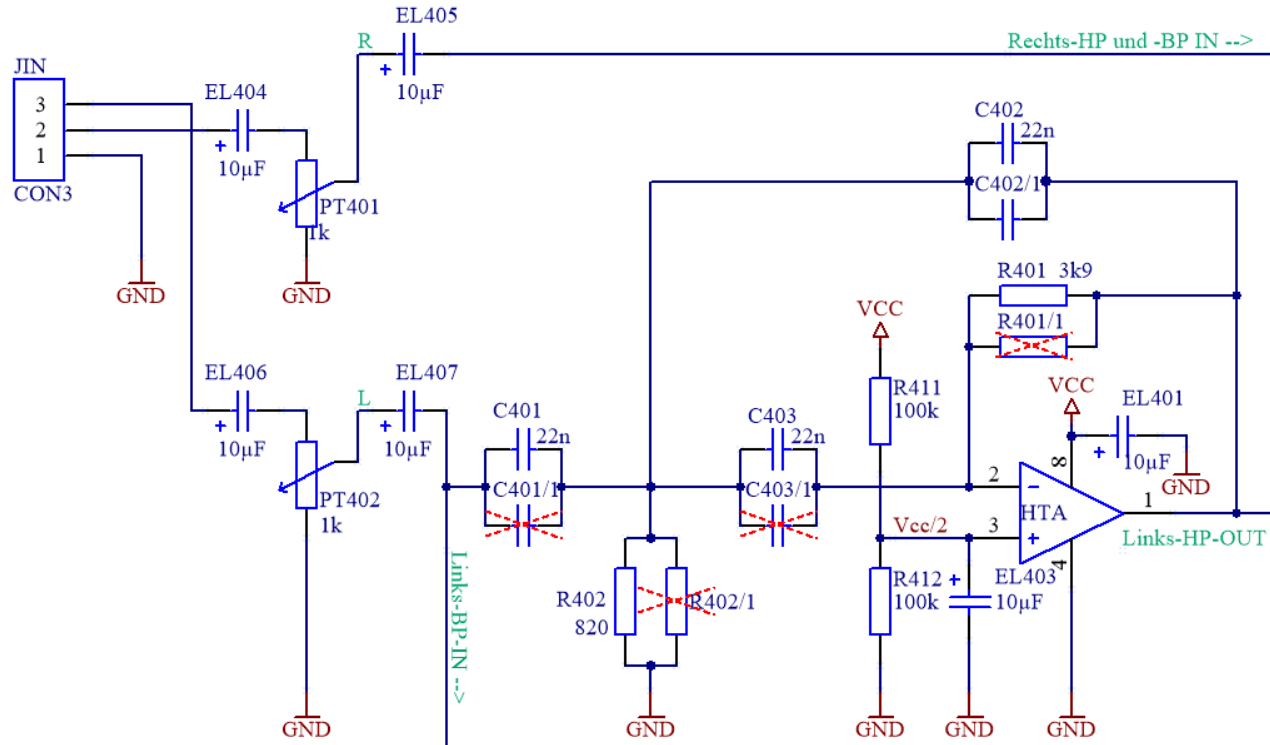 EL405
R
Rechts-HP und -BP IN -->
10µF
JIN
3
2
1
CON3
EL404
10µF
PT401
1k
GND
GND
C402
22n
C402/1
R401 3k9
R401/1
VCC
R411
100k
VCC
EL401
10µF
GND
EL406
10µF
L
EL407
10µF
PT402
1k
C401
22n
C401/1
C403
22n
C403/1
2
HTA
3
8
4
1
Links-HP-OUT
Vcc/2
R412
100k
EL403
10µF
R402
820
R402/1
Links-BP-IN -->
GND
GND
GND
GND
GND